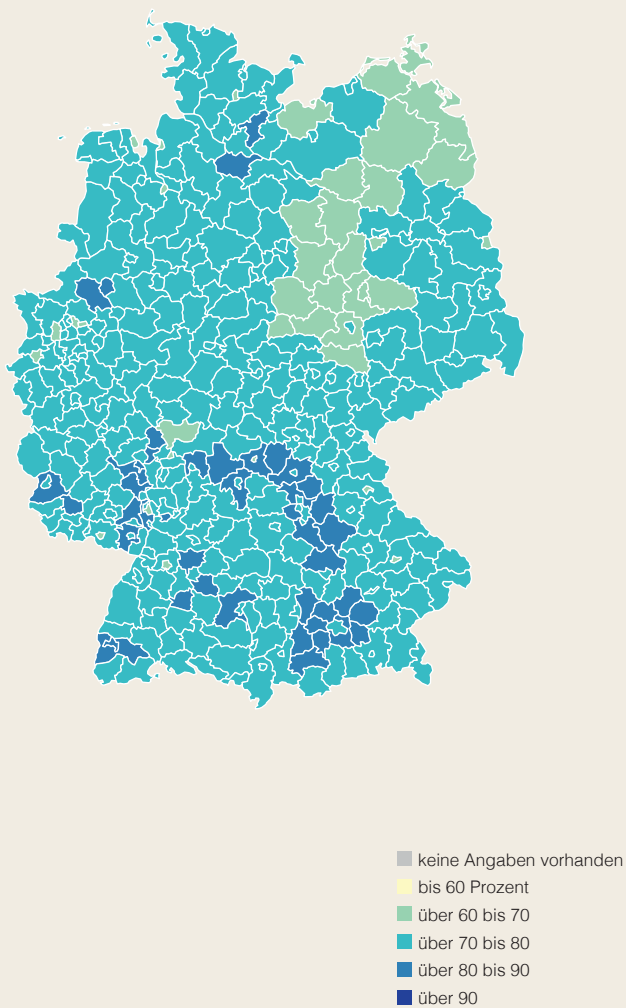 keine Angaben vorhanden
bis 60 Prozent
über 60 bis 70
über 70 bis 80
über 80 bis 90
über 90